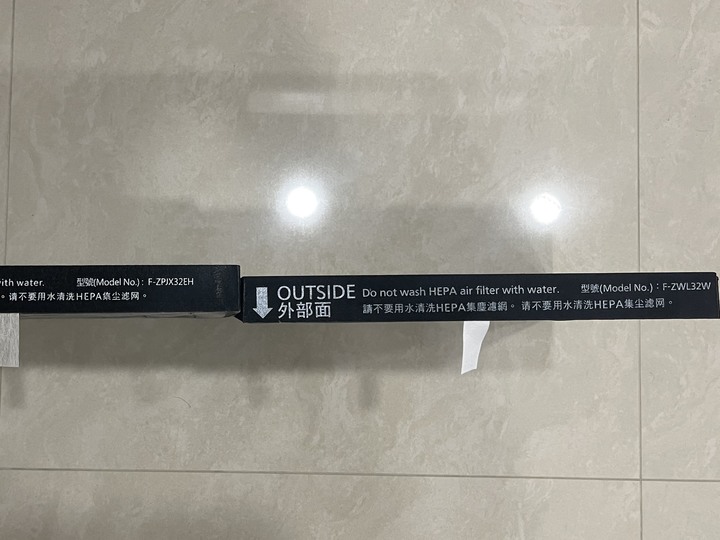 with water. 型號(Model No.) : F-ZPJX32EH
。请不要用水清洗HEPA集尘滤网。
OUTSIDE
外部面
Do not wash HEPA air filter with water. 型號(Model No.) : F-ZWL32W
請不要用水清洗HEPA集塵濾網。 请不要用水清洗HEPA集尘滤网。